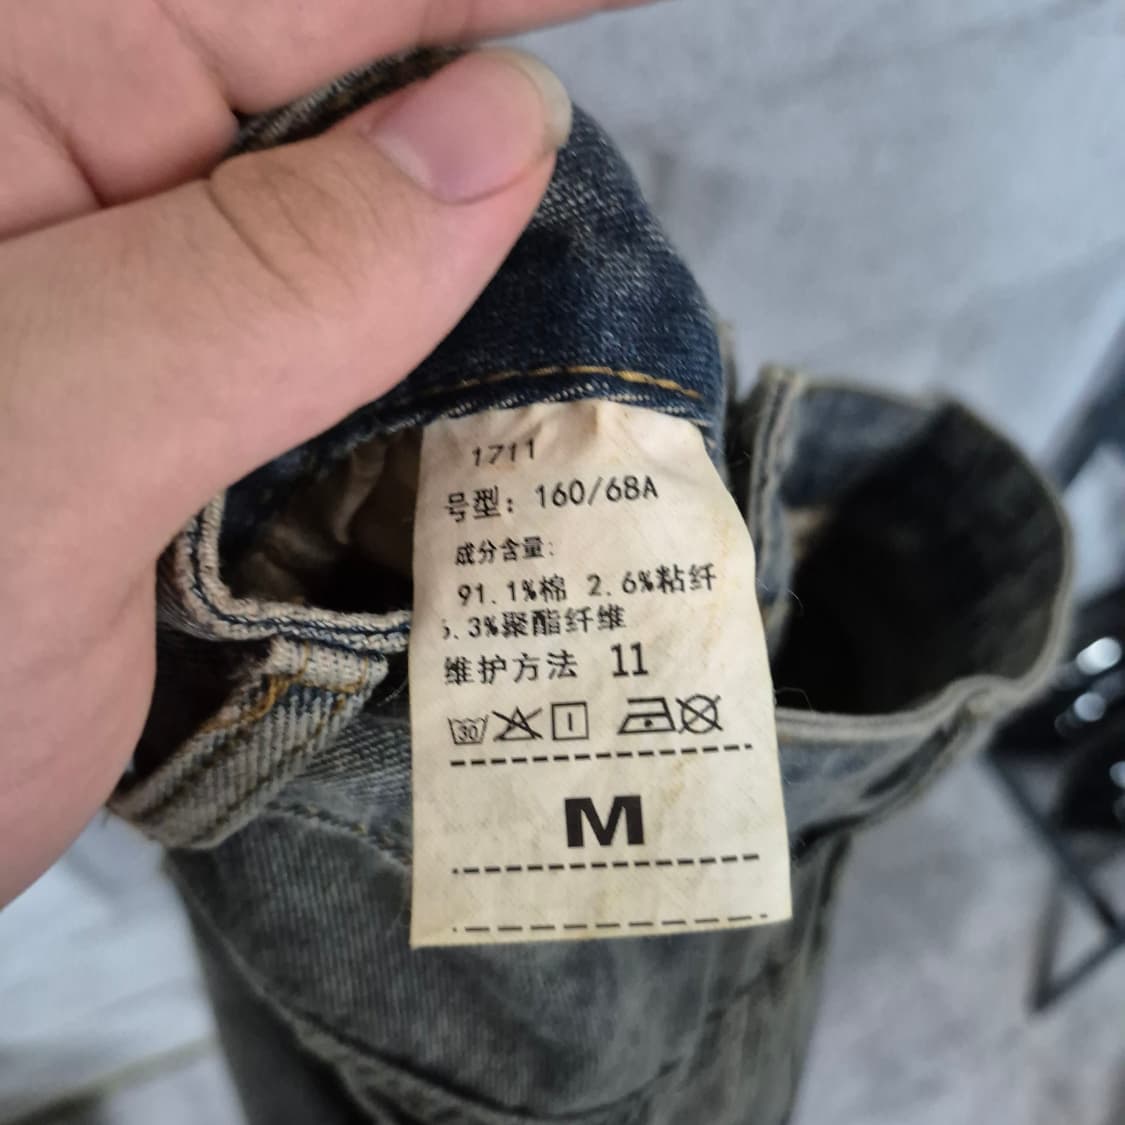 1711
号型: 160/68A
成分含量:
91.1%棉 2.6%粘纤
.3%聚酯纤维
维护方法 11
30
M